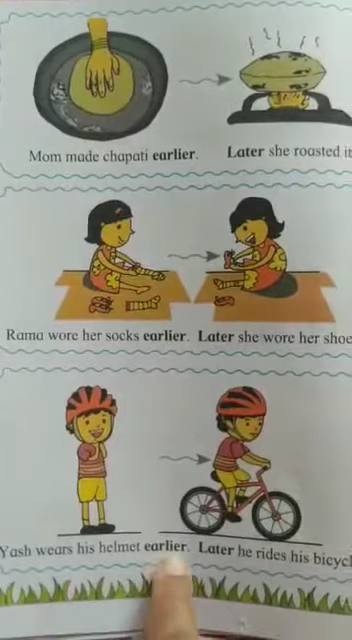 Mom made chapati earlier. Later she roasted it
Rama wore her socks earlier. Later she wore her shoe
Yash wears his helmet earlier. Later he rides his bicycl